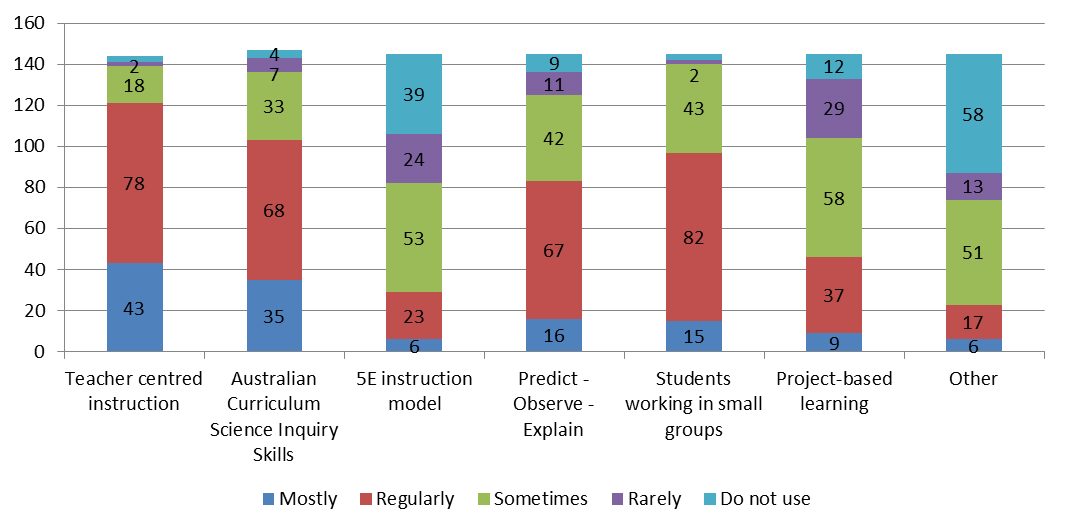 160
140
120
100
80
60
40
20
0
2
18
78
43
4
7
33
68
35
39
24
53
23
6
9
11
42
67
16
2
43
82
15
12
29
58
37
9
58
13
51
17
6
Teacher centred
instruction
Australian
Curriculum
Science Inquiry
Skills
5E instruction
model
Predict -
Observe -
Explain
Students
working in small
groups
Project-based
learning
Other
Mostly
Regularly
Sometimes
Rarely
Do not use